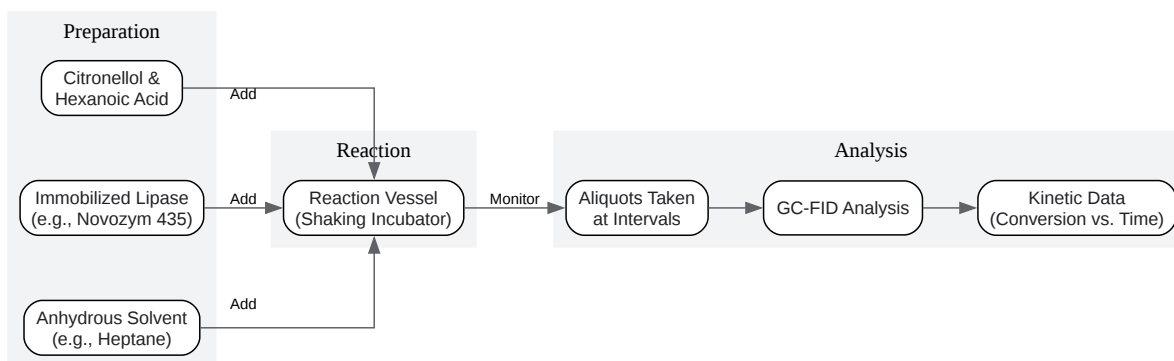 Preparation
Citronellol &
Hexanoic Acid
Add
Immobilized Lipase
(e.g., Novozym 435)
Add
Anhydrous Solvent
(e.g., Heptane)
Add
Reaction
Reaction Vessel
(Shaking Incubator)
Monitor
Analysis
Aliquots Taken
at Intervals
GC-FID Analysis
Kinetic Data
(Conversion vs. Time)